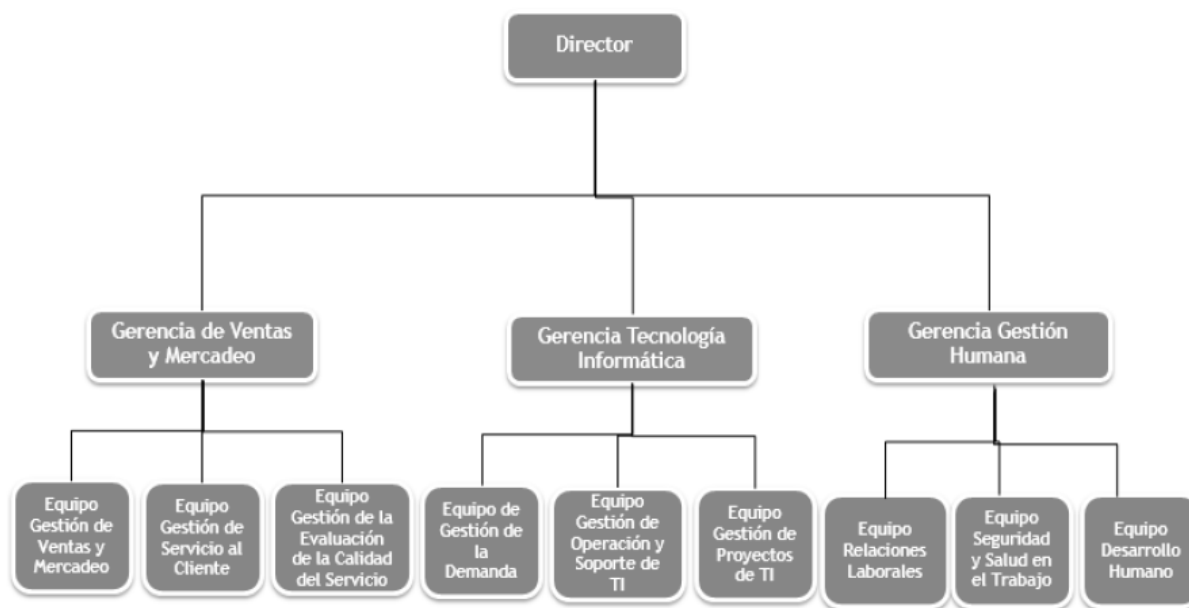 Director
Gerencia de Ventas
y Mercadeo
Gerencia Tecnología
Informática
Gerencia Gestión
Humana
Equipo
Gestión de
Ventas y
Mercadeo
Equipo
Gestión de
Servicio al
Cliente
Equipo
Gestión de la
Evaluación
de la Calidad
del Servicio
Equipo de
Gestión de
la
Demanda
Equipo
Gestión de
Operación y
Soporte de
TI
Equipo
Gestión de
Proyectos
de TI
Equipo
Relaciones
Laborales
Equipo
Seguridad
y Salud en
el Trabajo
Equipo
Desarrollo
Humano